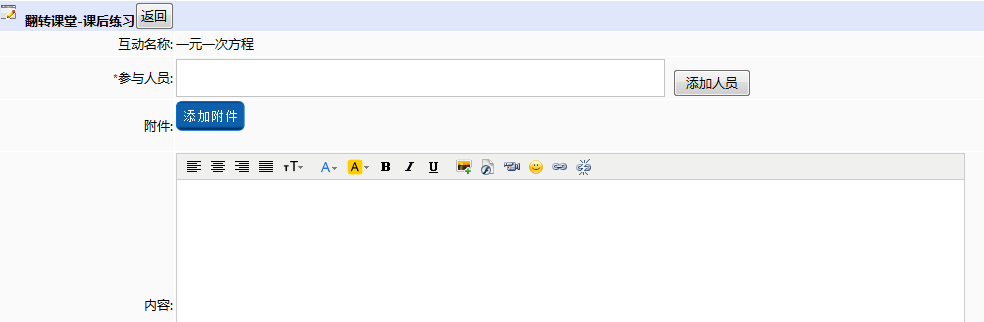 翻转课堂-课后练习 返回
互动名称: 一元一次方程
*参与人员: 添加人员
附件: 添加附件
тT A A B I U
内容: